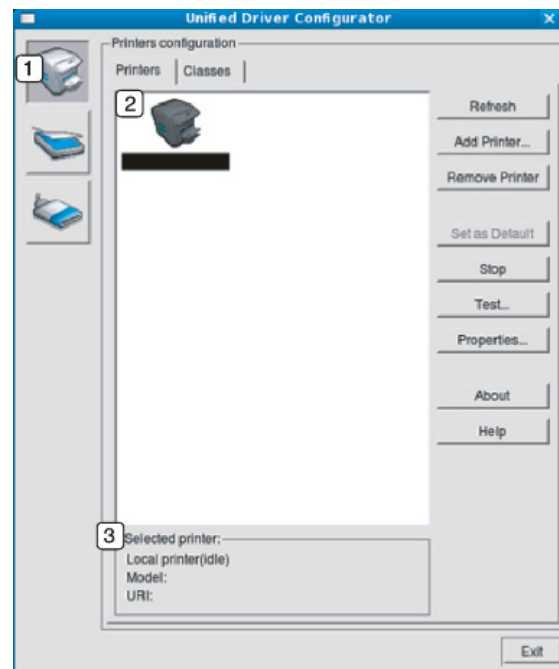 Unified Driver Configurator
1
Printers configuration
Printers
Classes
2
Refresh
Add Printer...
Remove Printer
Set as Default
Stop
Test...
Properties...
About
Help
3
Selected printer:
Local printer(idle)
Model:
URI:
Exit